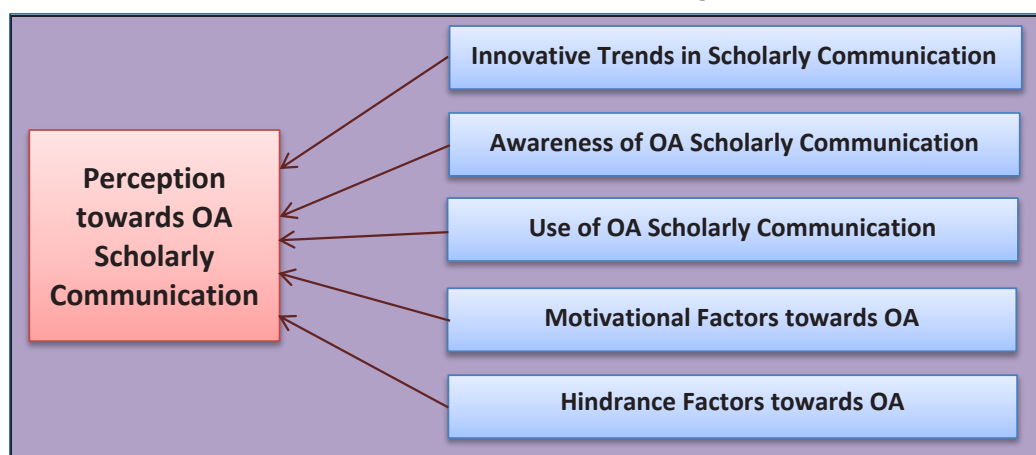 Perception
towards OA
Scholarly
Communication
Innovative Trends in Scholarly Communication
Awareness of OA Scholarly Communication
Use of OA Scholarly Communication
Motivational Factors towards OA
Hindrance Factors towards OA